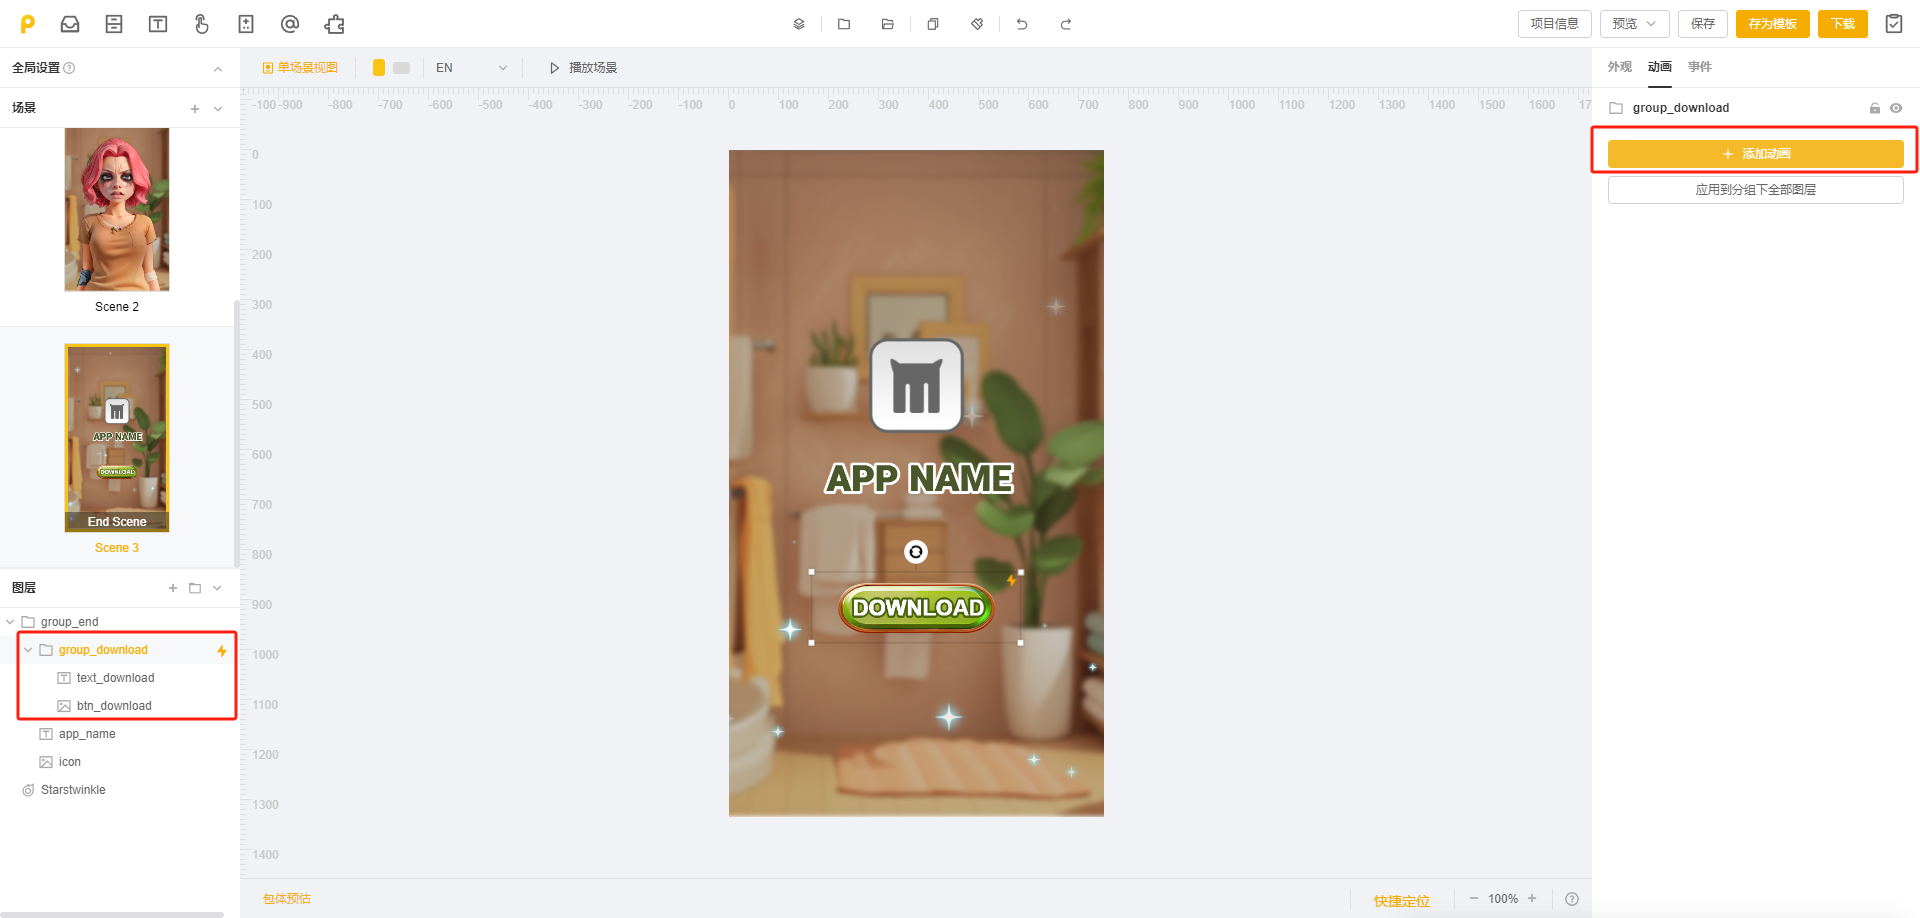 项目信息
预览
保存
存为模板
下载
全局设置
单场景视图
EN
播放场景
外观
动画
事件
场景
-100 -900 -800 -700 -600 -500 -400 -300 -200 -100 0 100 200 300 400 500 600 700 800 900 1000 1100 1200 1300 1400 1500 1600 17
group_download
添加动画
应用到分组下全部图层
0
100
200
300
400
500
600
700
800
900
1000
1100
1200
1300
1400
Scene 2
APP NAME
DOWNLOAD
End Scene
Scene 3
APP NAME
DOWNLOAD
图层
group_end
group_download
text_download
btn_download
app_name
icon
Starstwinkle
包体预估
快捷定位
100%